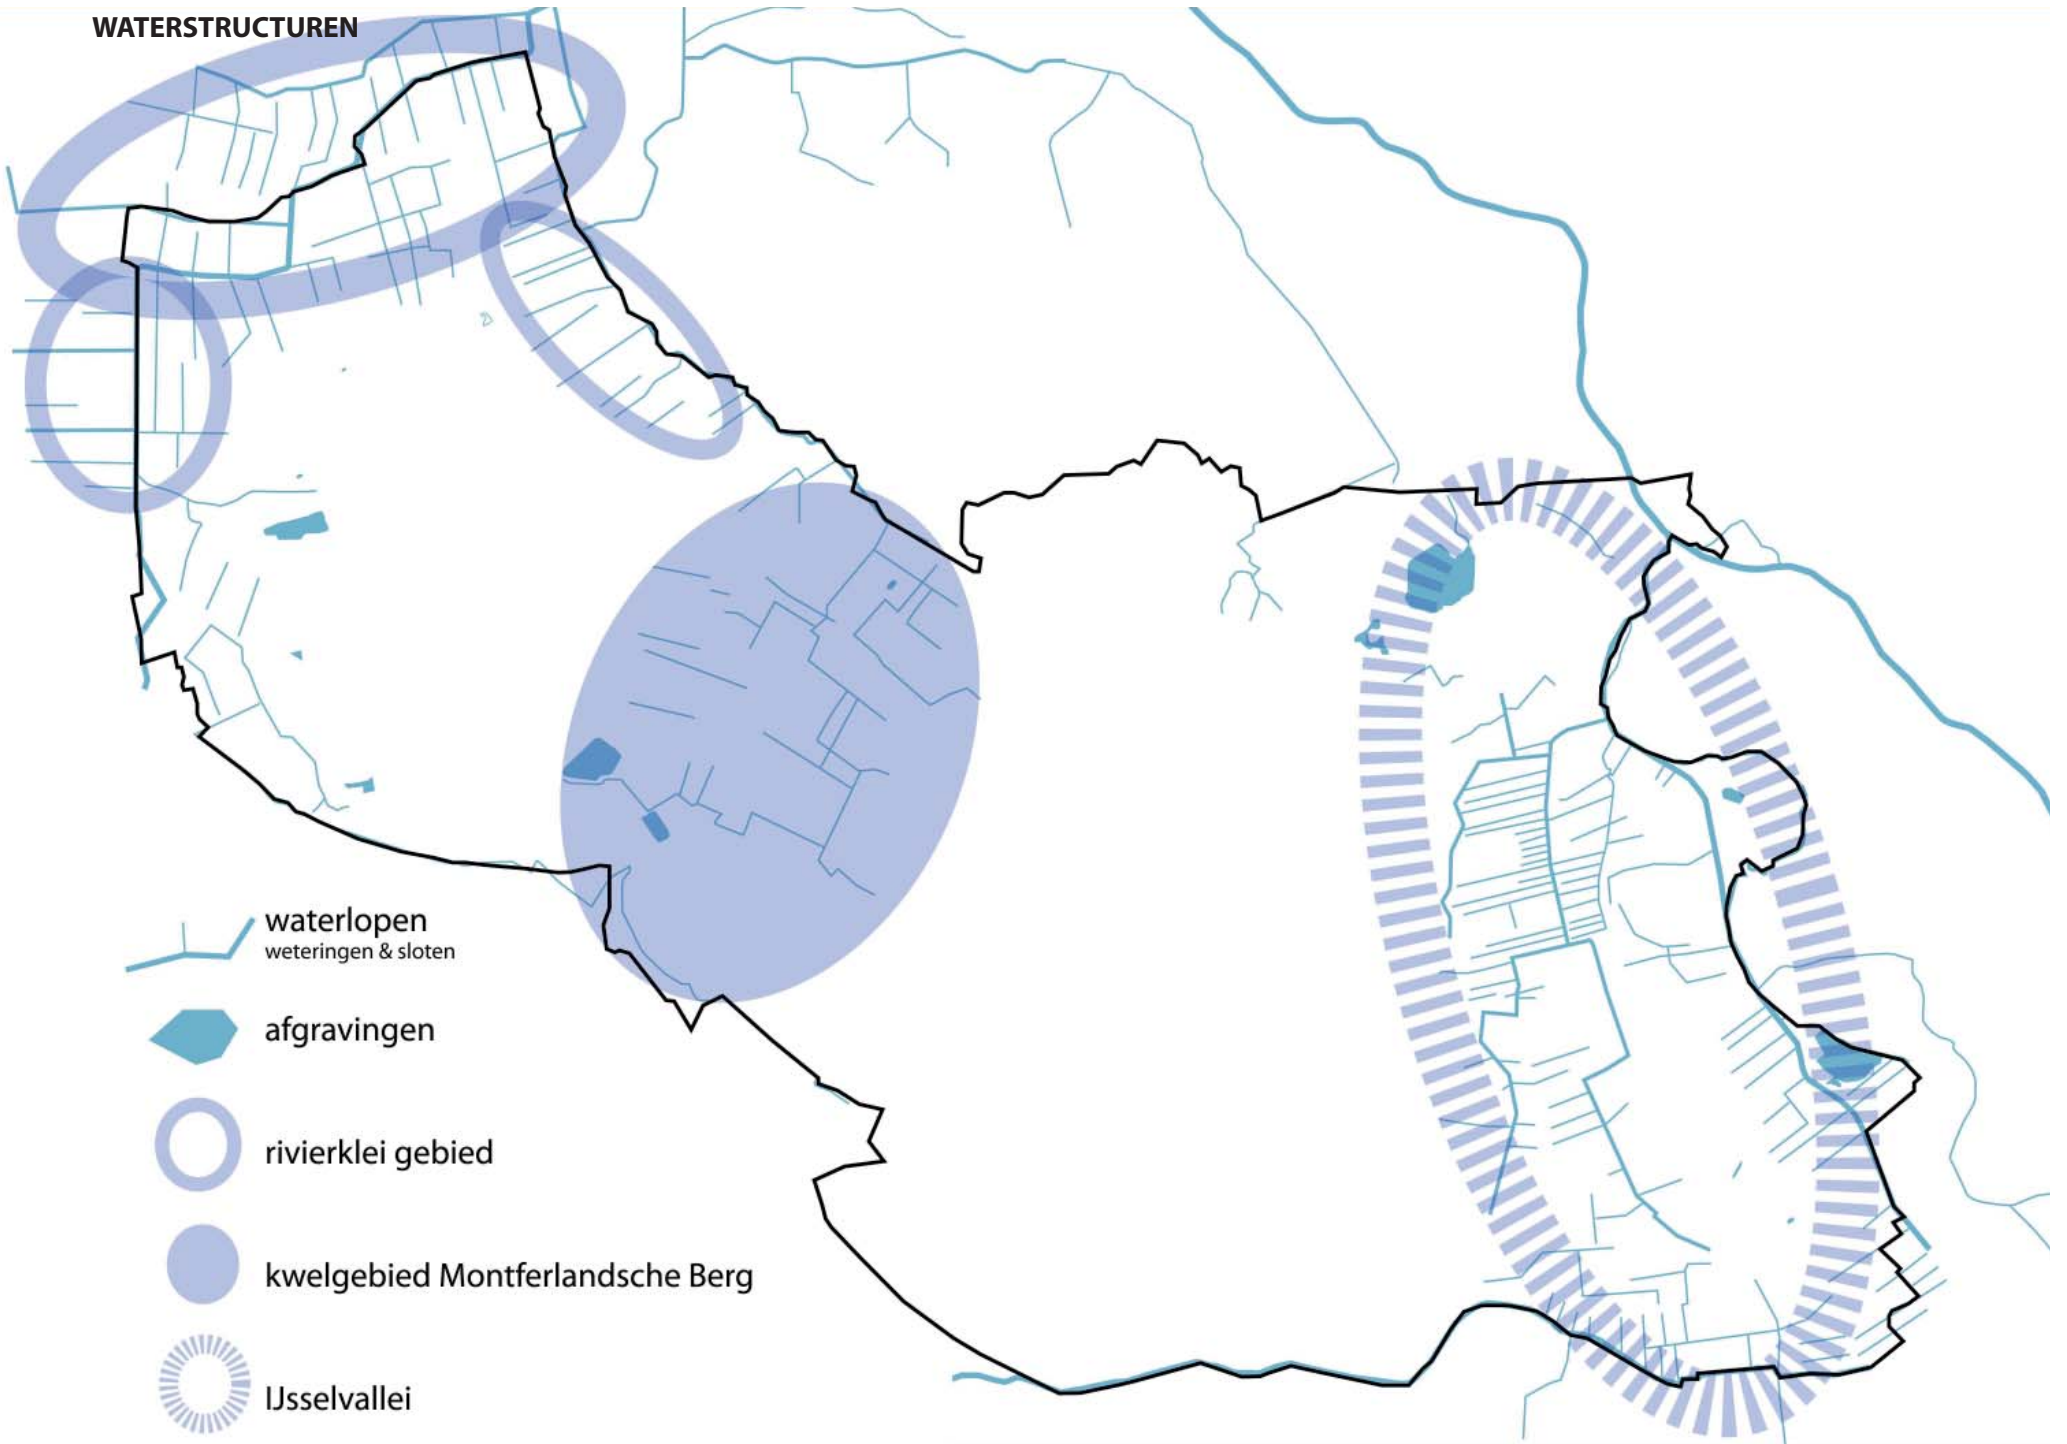 WATERSTRUCTUREN
waterlopen
weteringen & sloten
afgravingen
rivierklei gebied
kwelgebied Montferlandsche Berg
IJsselvallei